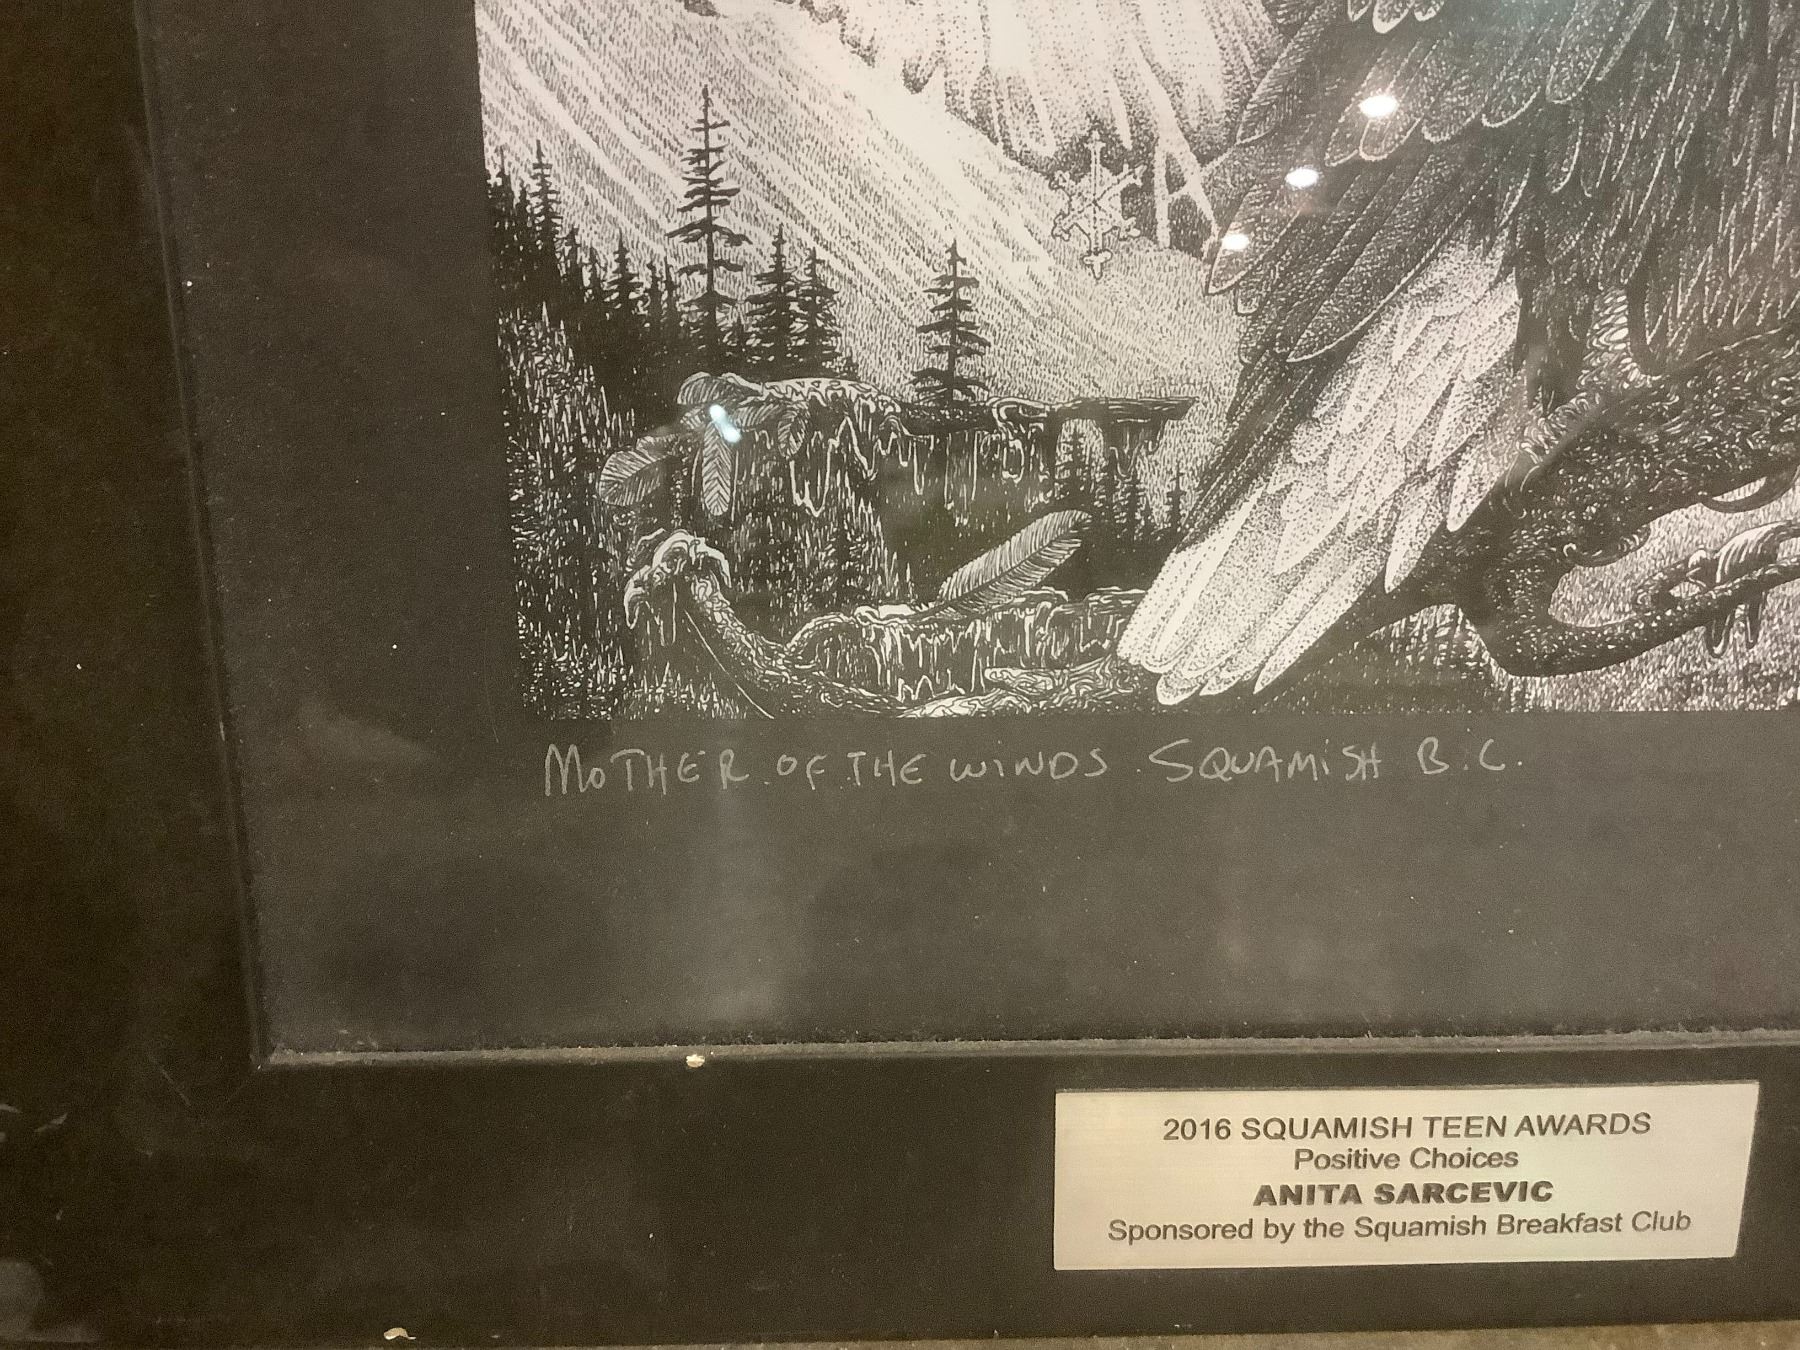 MOTHER OF THE WINDS SQUAMiSH B.C.
2016 SQUAMISH TEEN AWARDS
Positive Choices
ANITA SARCEVIC
Sponsored by the Squamish Breakfast Club